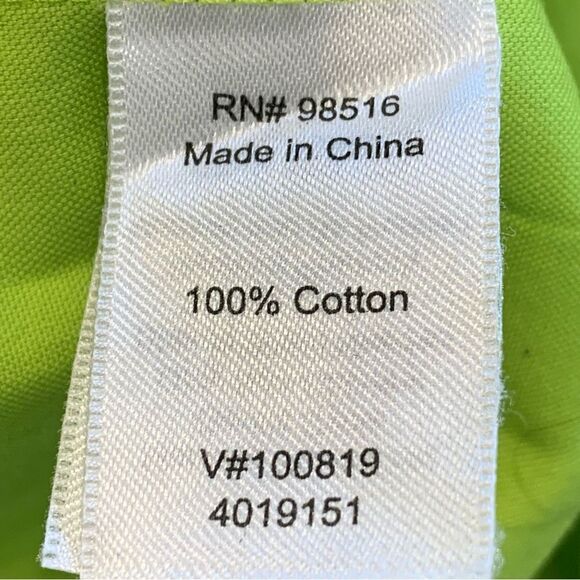 RN# 98516
Made in China
100% Cotton
V#100819
4019151